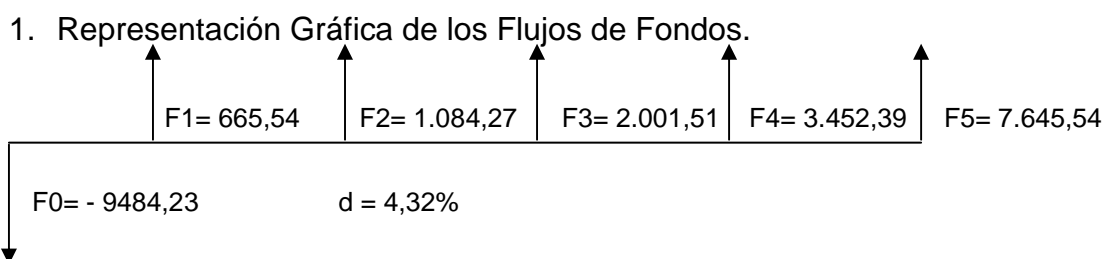 1. Representación Gráfica de los Flujos de Fondos.
F1= 665,54 F2= 1.084,27 F3= 2.001,51 F4= 3.452,39 F5= 7.645,54
F0= - 9484,23 d = 4,32%